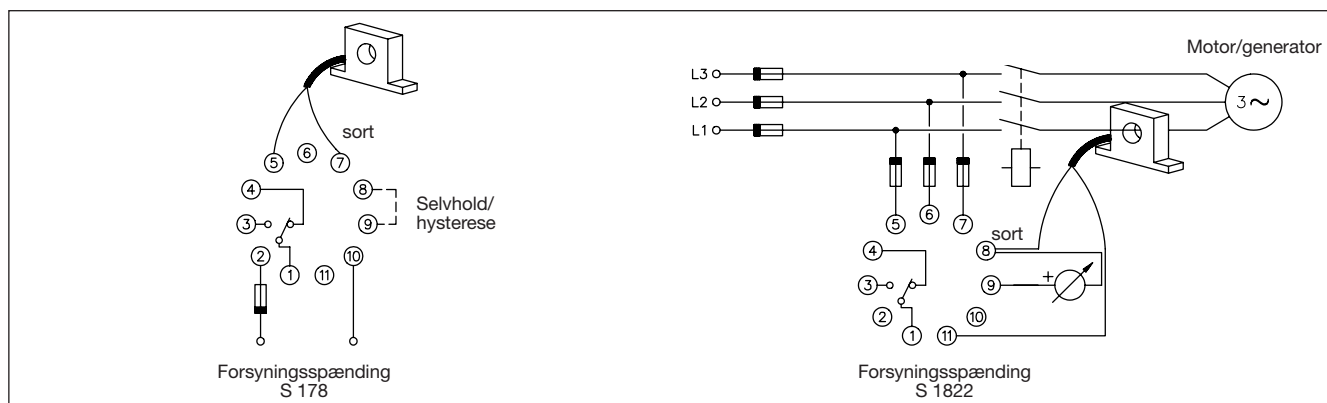 sort
5
6
7
4
8
3
9
Selvhold/
hysterese
2
1
11
10
Forsyningsspænding
S 178
Motor/generator
L3
L2
L1
3~
5
6
7
sort
4
8
3
+
9
2
10
1
11
Forsyningsspænding
S 1822